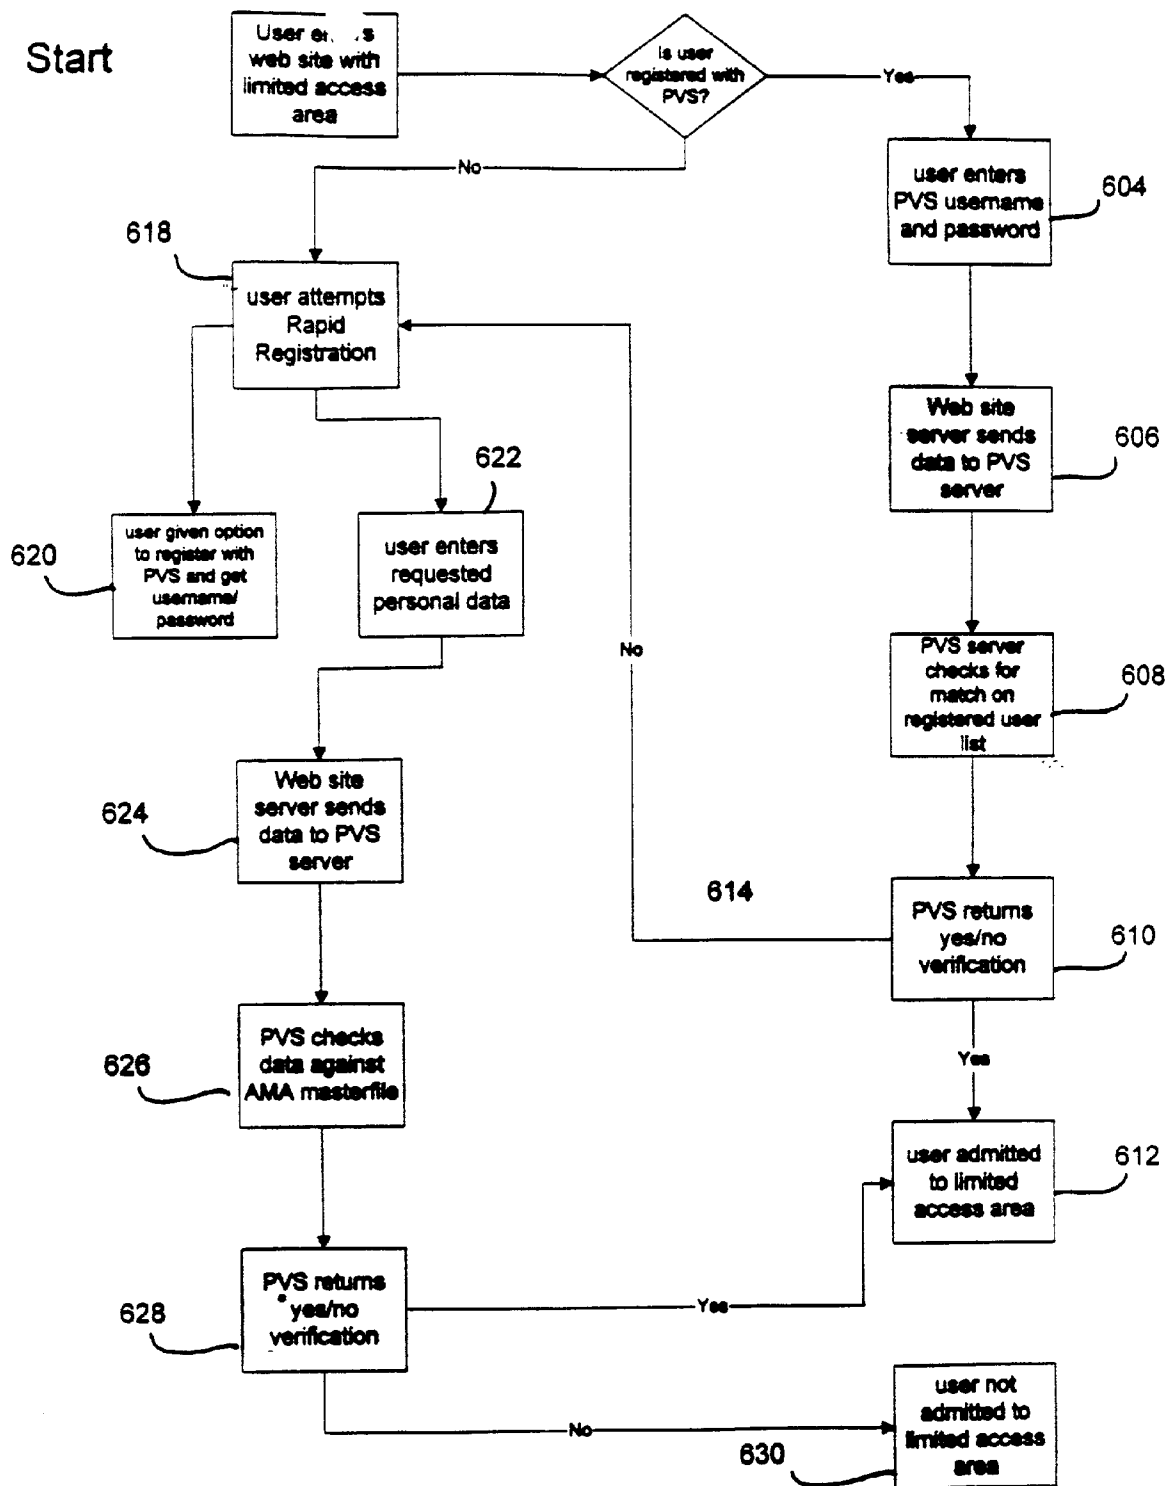 Start
User
web site with
limited access
area
Is user
registered with
PVS?
Yes
No
user enters
PVS username
and password
604
618
user attempts
Rapid
Registration
Web site
server sends
data to PVS
server
606
622
620
user given option
to register with
PVS and get
username/
password
user enters
requested
personal data
No
PVS server
checks for
match on
registered user
list
608
624
Web site
server sends
data to PVS
server
614
PVS returns
yes/no
verification
610
626
PVS checks
data against
AMA masterfile
Yes
user admitted
to limited
access area
612
628
PVS returns
yes/no
verification
Yes
No
user not
admitted to
limited access
area
630